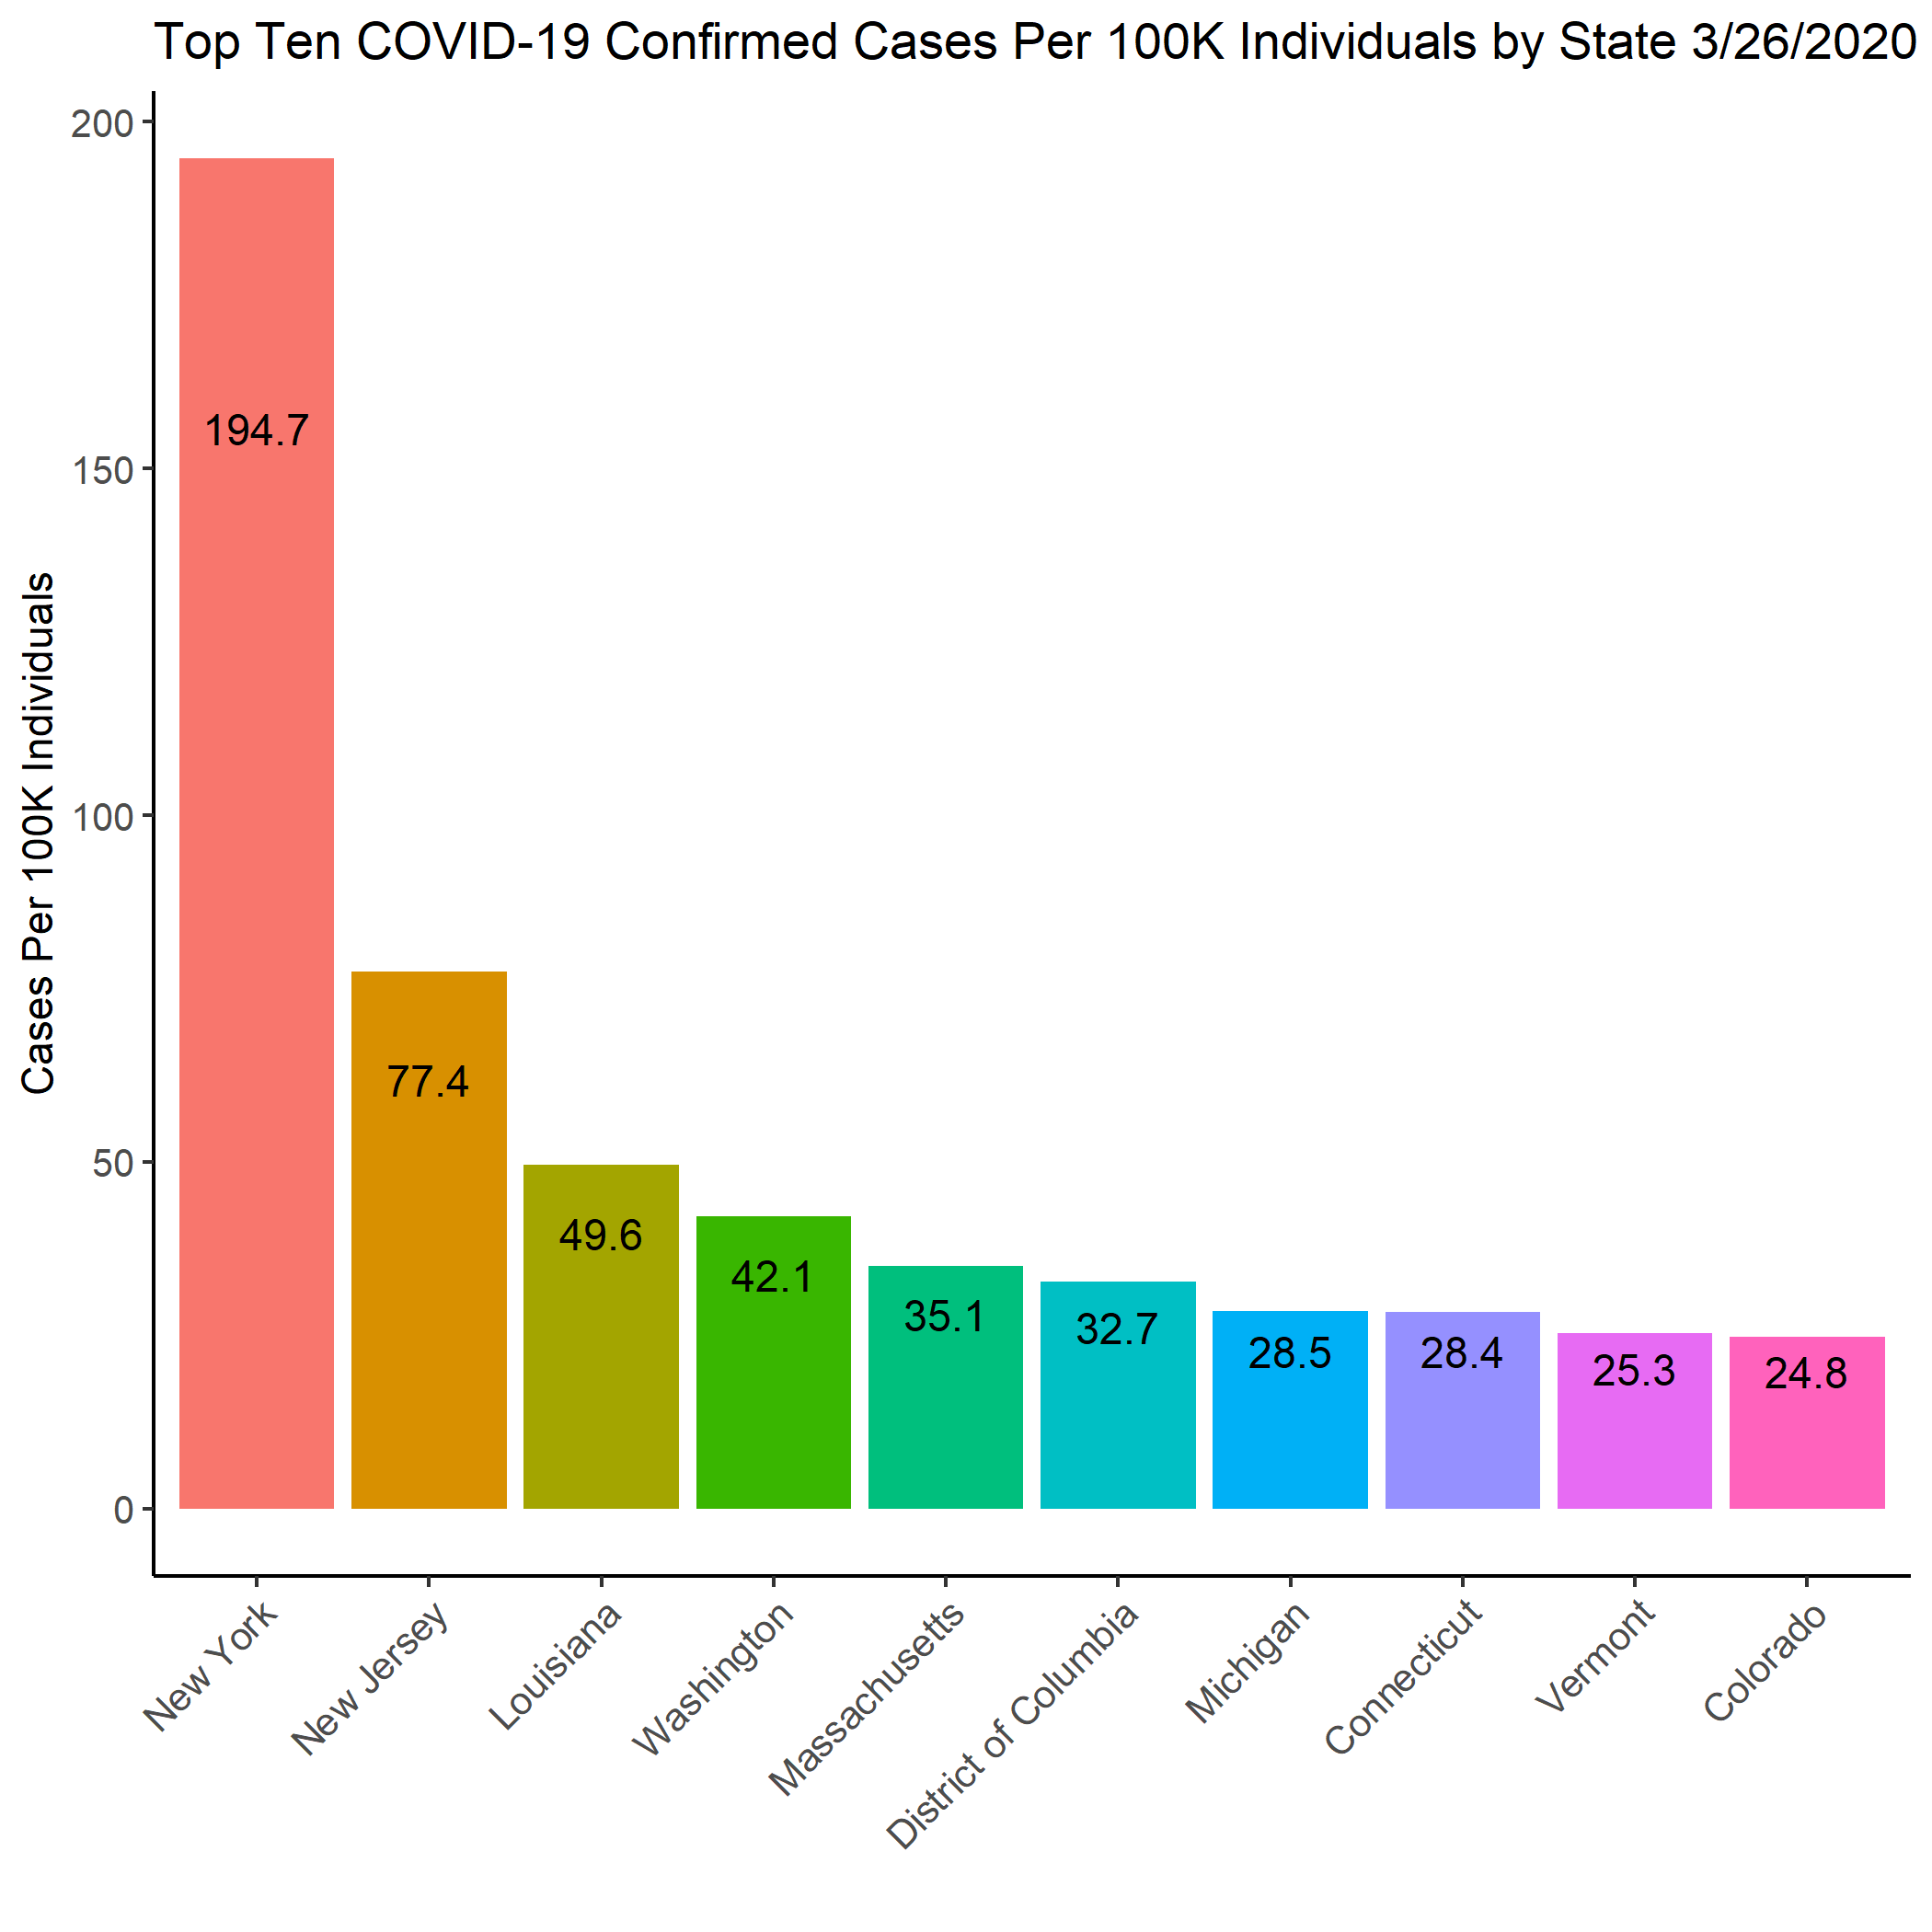 Top Ten COVID-19 Confirmed Cases Per 100K Individuals by State 3/26/2020
Cases Per 100K Individuals
200
150
100
50
0
194.7
77.4
49.6
42.1
35.1
32.7
28.5
28.4
25.3
24.8
New York
New Jersey
Louisiana
Washington
Massachusetts
District of Columbia
Michigan
Connecticut
Vermont
Colorado